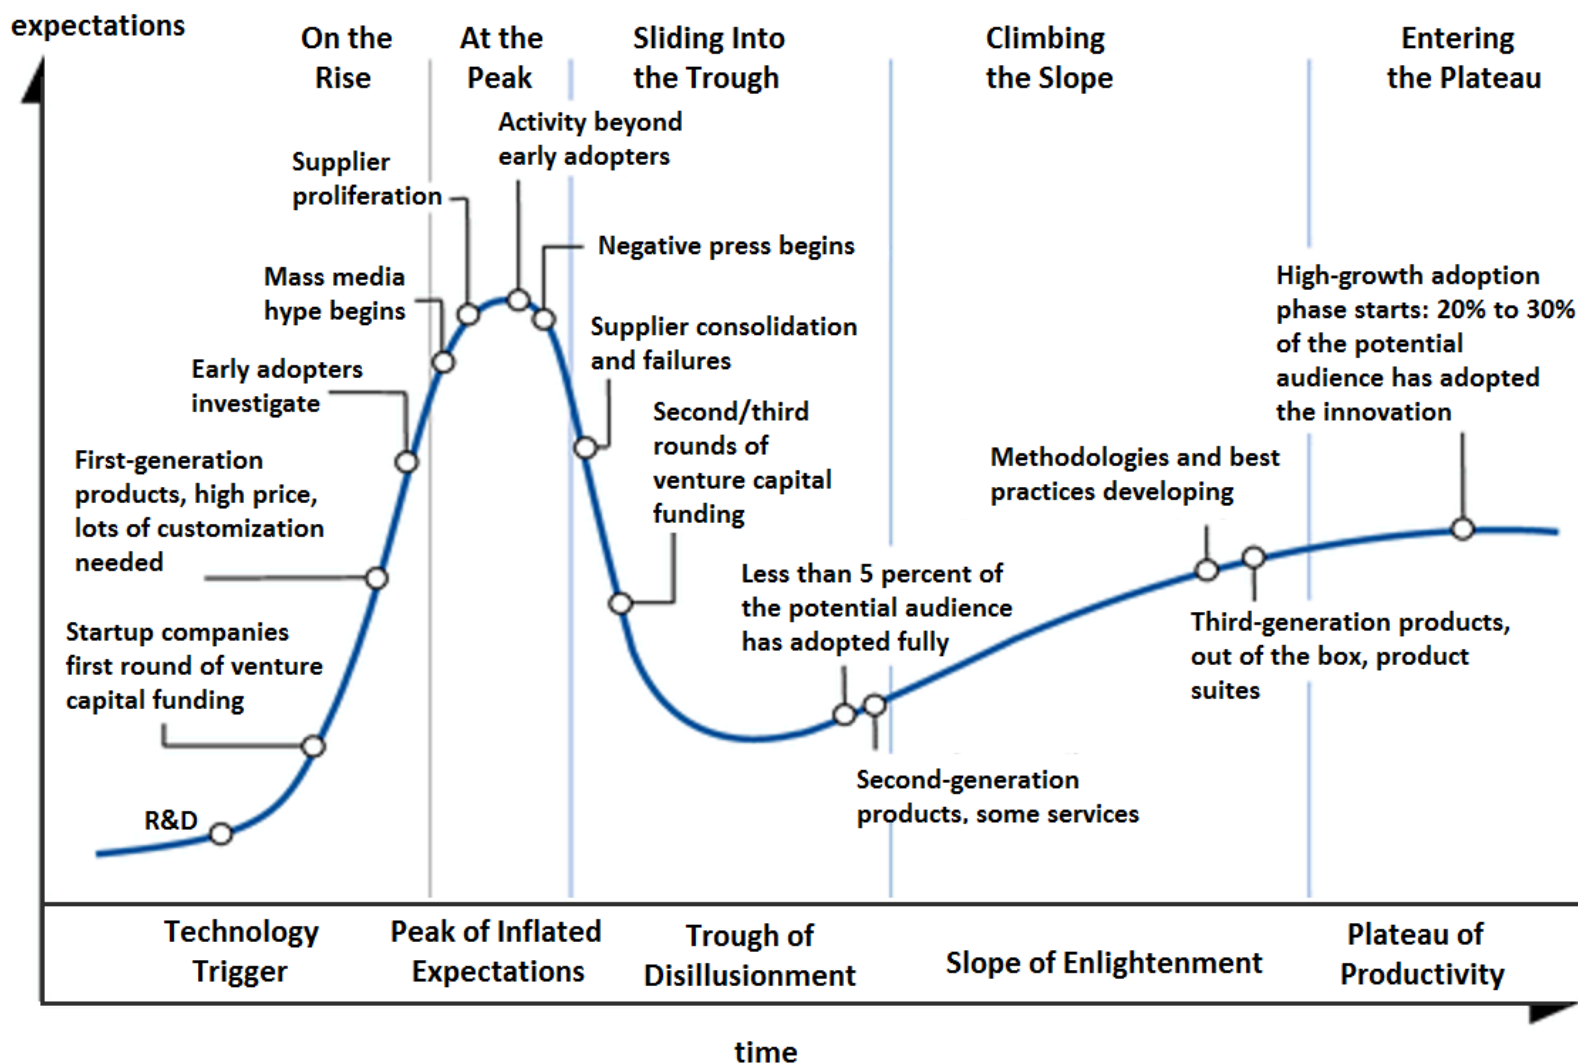 expectations
On the
Rise
At the
Peak
Sliding Into
the Trough
Climbing
the Slope
Entering
the Plateau
Activity beyond
early adopters
Supplier
proliferation
Negative press begins
Mass media
hype begins
High-growth adoption
phase starts: 20% to 30%
of the potential
audience has adopted
the innovation
Supplier consolidation
and failures
Early adopters
investigate
Second/third
rounds of
venture capital
funding
First-generation
products, high price,
lots of customization
needed
Methodologies and best
practices developing
Less than 5 percent of
the potential audience
has adopted fully
Startup companies
first round of venture
capital funding
Third-generation products,
out of the box, product
suites
Second-generation
products, some services
R&D
Technology
Trigger
Peak of Inflated
Expectations
Trough of
Disillusionment
Slope of Enlightenment
Plateau of
Productivity
time